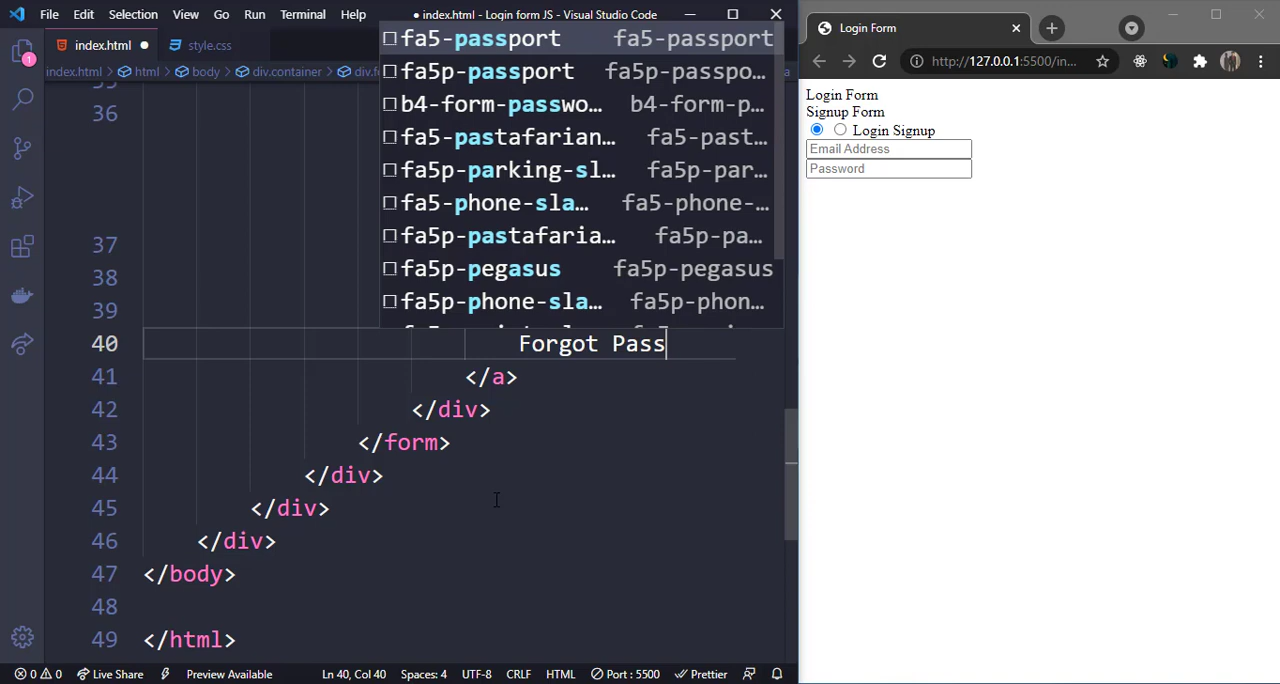 File Edit Selection View Go Run Terminal Help
● index.html - Login form JS - Visual Studio Code
1
index.html ●
style.css
index.html > html > body > div.container > div.f
a
36
37
38
39
fa5-passport fa5-passport
fa5p-passport fa5p-passpo…
b4-form-passwo… b4-form-p…
fa5-pastafarian… fa5-past…
fa5-parking-sl… fa5-par…
fa5-phone-sla… fa5-phone-…
fa5p-pastafaria… fa5p-pa…
fa5p-pegasus fa5p-pegasus
fa5p-phone-sla… fa5p-phon…
40 Forgot Pass
41 </a>
42 </div>
43 </form>
44 </div>
45 </div>
46 </div>
47 </body>
48
49 </html>
0 0 Live Share Preview Available Ln 40, Col 40 Spaces: 4 UTF-8 CRLF HTML Port : 5500 Prettier
Login Form
http://127.0.0.1:5500/in...
Login Form
Signup Form
Login Signup
Email Address
Password